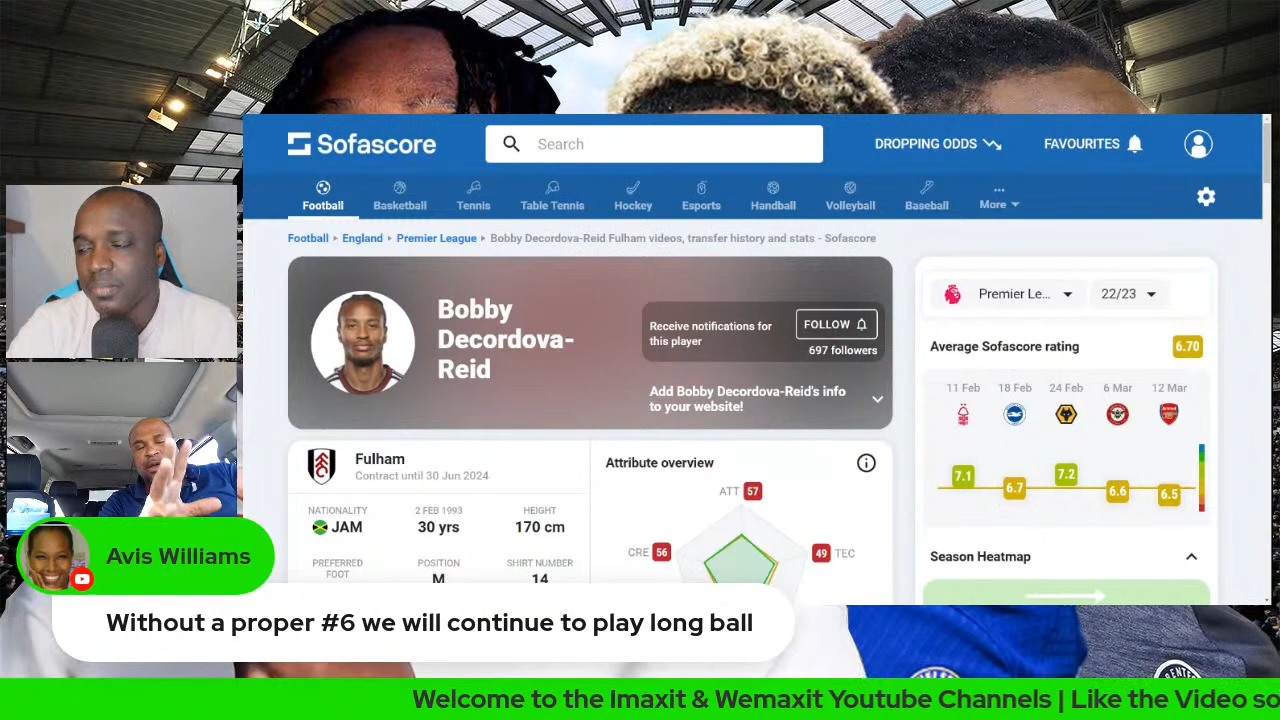 Sofascore
Search
DROPPING ODDS
FAVOURITES
Football
Basketball
Tennis
Table Tennis
Hockey
Esports
Handball
Volleyball
Baseball
More
Football
England
Premier League
Bobby Decordova-Reid Fulham videos, transfer history and stats - Sofascore
Bobby
Decordova-
Reid
Receive notifications for
this player
FOLLOW
697 followers
Add Bobby Decordova-Reid's info
to your website!
Premier Le...
22/23
Average Sofascore rating
6.70
11 Feb
18 Feb
24 Feb
6 Mar
12 Mar
7.1
6.7
7.2
6.6
6.5
Season Heatmap
Fulham
Contract until 30 Jun 2024
NATIONALITY
JAM
2 FEB 1993
30 yrs
HEIGHT
170 cm
PREFERRED
FOOT
POSITION
M
SHIRT NUMBER
14
Attribute overview
ATT 57
CRE 56
49 TEC
Avis Williams
Without a proper #6 we will continue to play long ball
Welcome to the Imaxit & Wemaxit Youtube Channels | Like the Video so